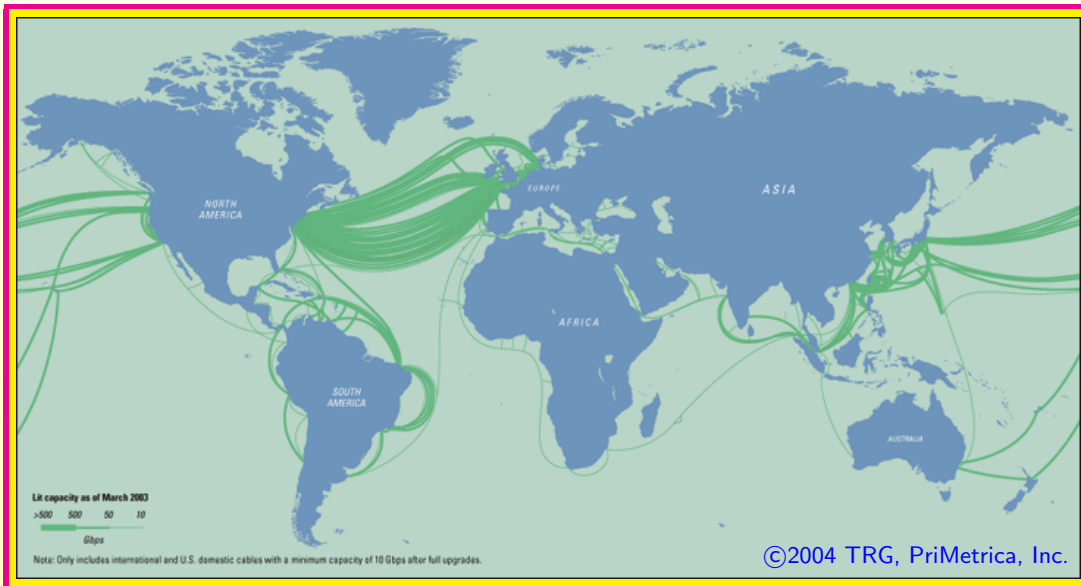 NORTH
AMERICA
EUROPE
ASIA
AFRICA
SOUTH
AMERICA
AUSTRALIA
Lit capacity as of March 2003
>500 500 50 10
Gbps
Note: Only includes international and U.S. domestic cables with a minimum capacity of 10 Gbps after full upgrades.
©2004 TRG, PriMetrica, Inc.